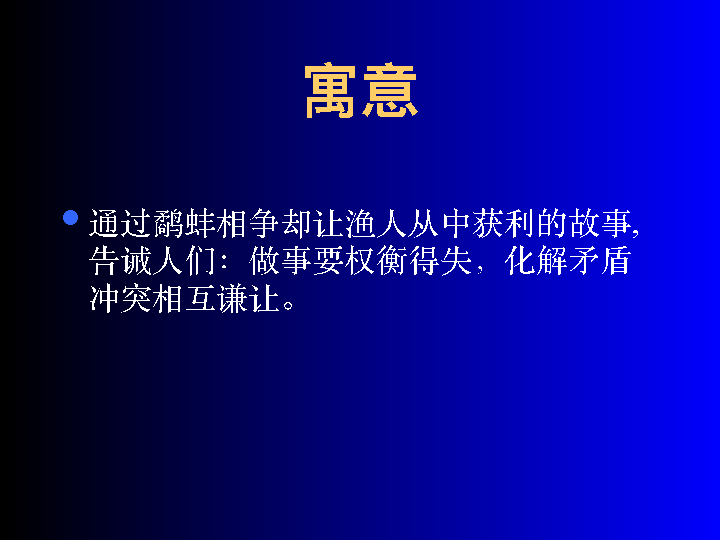 寓意
通过鹬蚌相争却让渔人从中获利的故事,
告诫人们：做事要权衡得失，化解矛盾
冲突相互谦让。